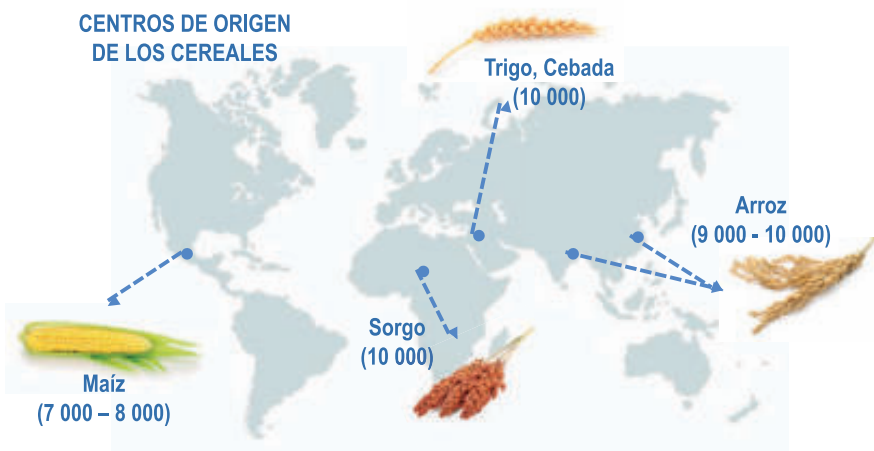 CENTROS DE ORIGEN
DE LOS CEREALES
Trigo, Cebada
(10 000)
Arroz
(9 000 - 10 000)
Sorgo
(10 000)
Maíz
(7 000 – 8 000)